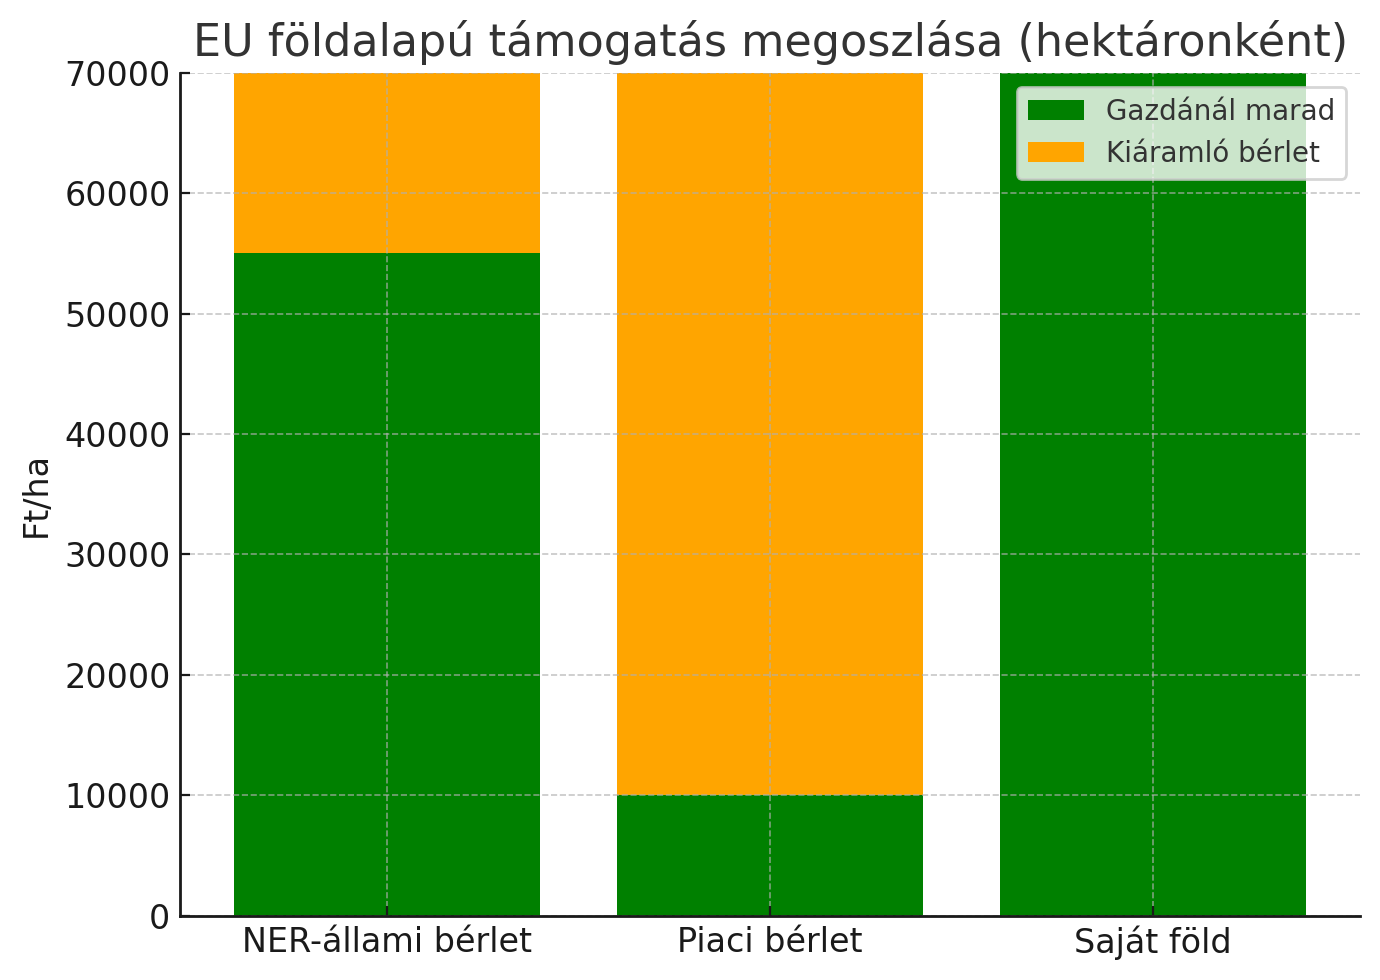 EU földalapú támogatás megoszlása (hektáronként)
70000
60000
50000
40000
30000
20000
10000
0
Ft/ha
Gazdánál marad
Kiáramló bérlet
NER-állami bérlet
Piaci bérlet
Saját föld